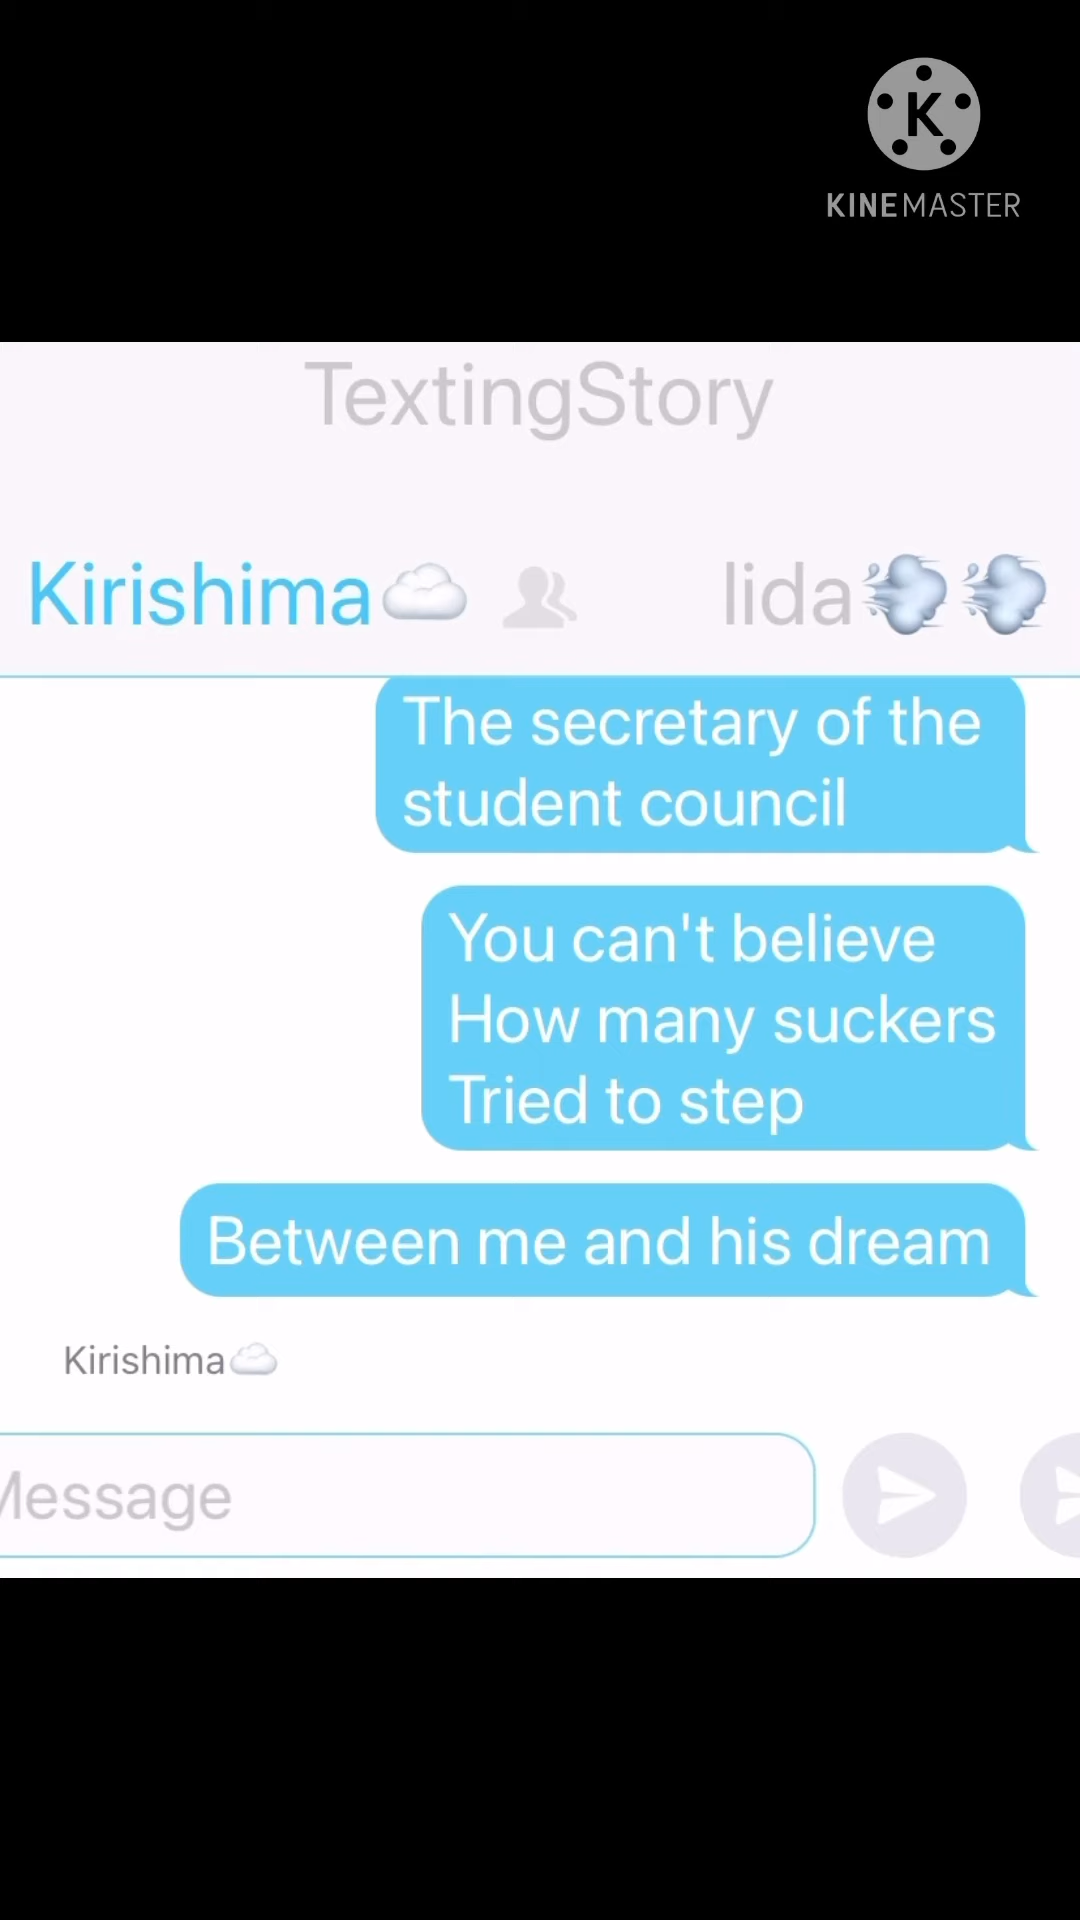 K
KINEMASTER
TextingStory
Kirishima☁️ Iida💨💨
The secretary of the
student council
You can't believe
How many suckers
Tried to step
Between me and his dream
Kirishima☁️
Message